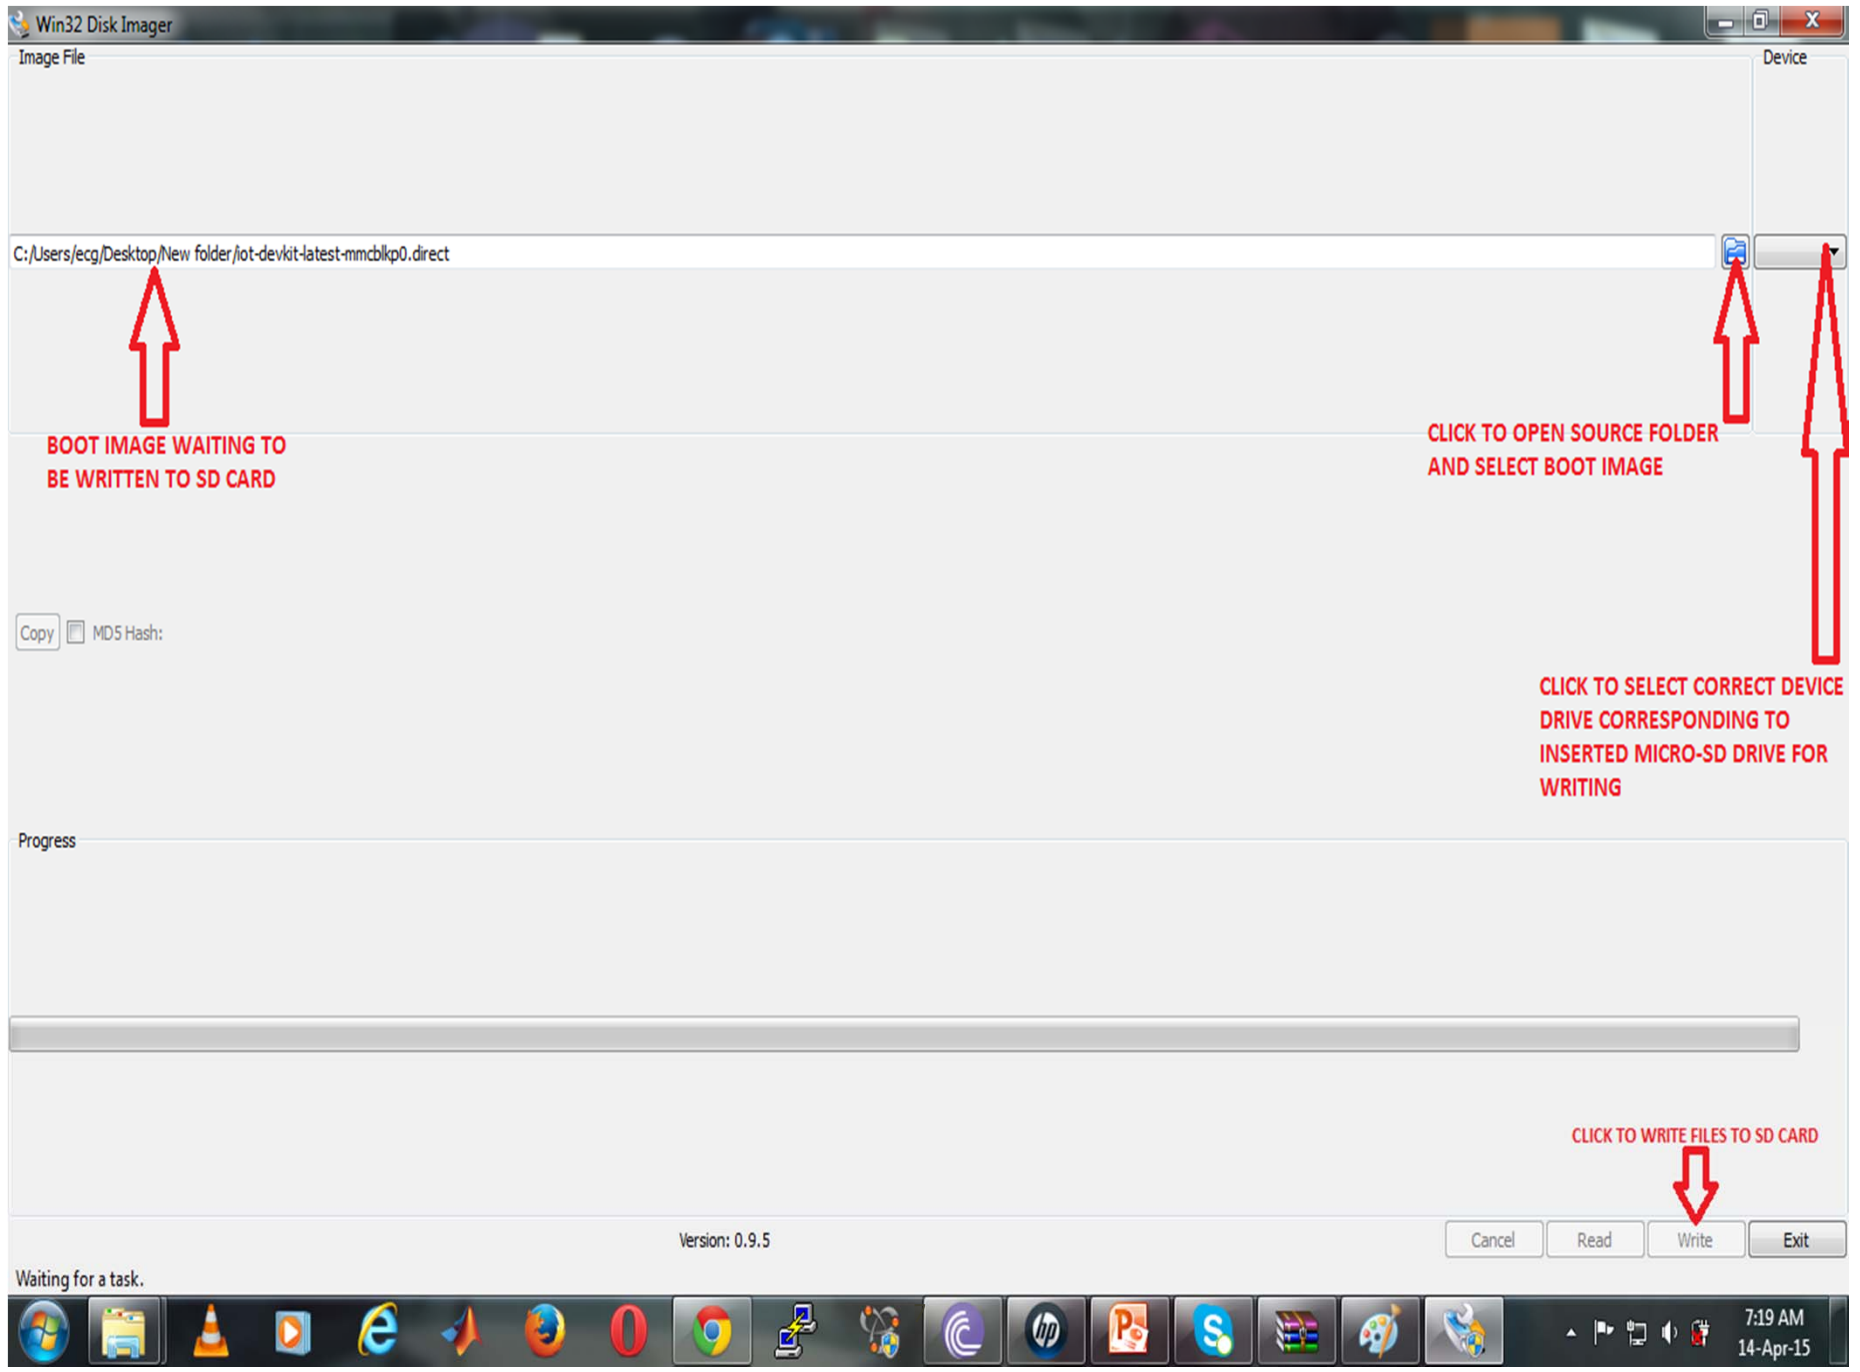 Win32 Disk Imager
Image File
Device
C:/Users/ecg/Desktop/New folder/iot-devkit-latest-mmcblkp0.direct
BOOT IMAGE WAITING TO
BE WRITTEN TO SD CARD
CLICK TO OPEN SOURCE FOLDER
AND SELECT BOOT IMAGE
Copy MD5 Hash:
CLICK TO SELECT CORRECT DEVICE
DRIVE CORRESPONDING TO
INSERTED MICRO-SD DRIVE FOR
WRITING
Progress
CLICK TO WRITE FILES TO SD CARD
Version: 0.9.5
Cancel Read Write Exit
Waiting for a task.
7:19 AM
14-Apr-15